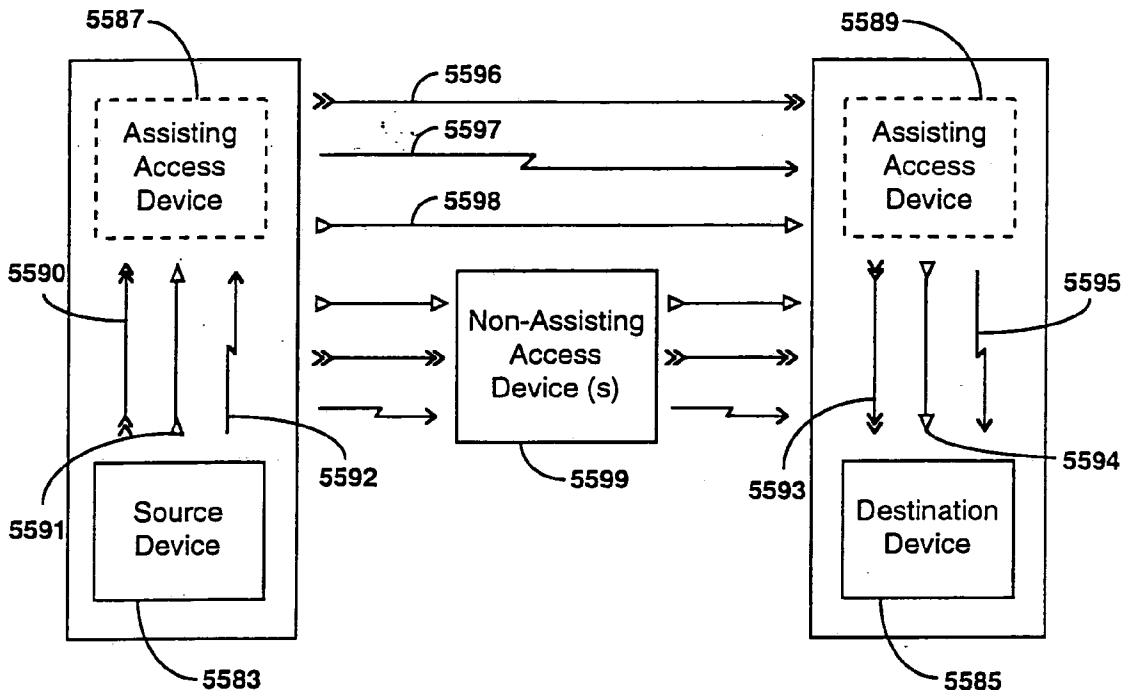 5587
5589
5596
Assisting
Access
Device
5597
Assisting
Access
Device
5598
5590
5595
Non-Assisting
Access
Device (s)
5592
5599
5593
5594
5591
Source
Device
Destination
Device
5583
5585